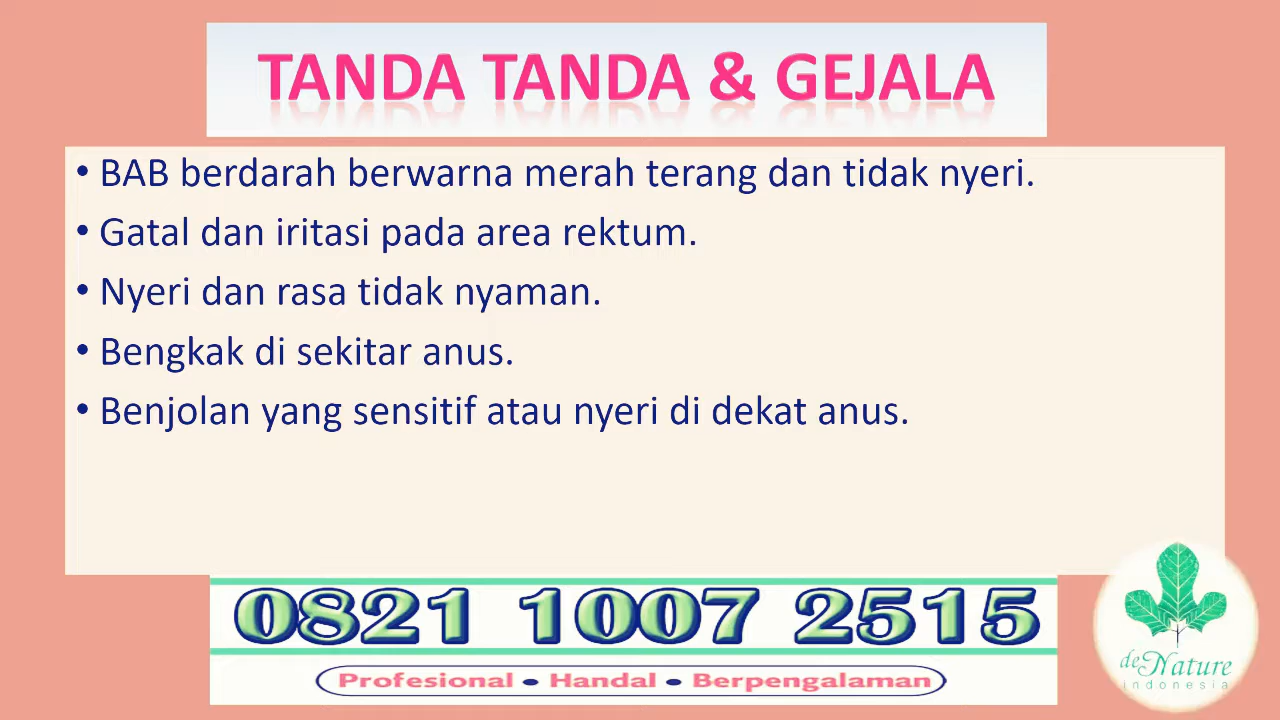 TANDA TANDA & GEJALA
• BAB berdarah berwarna merah terang dan tidak nyeri.
• Gatal dan iritasi pada area rektum.
• Nyeri dan rasa tidak nyaman.
• Bengkak di sekitar anus.
• Benjolan yang sensitif atau nyeri di dekat anus.
0821 1007 2515
Profesional • Handal • Berpengalaman
deNature
indonesia